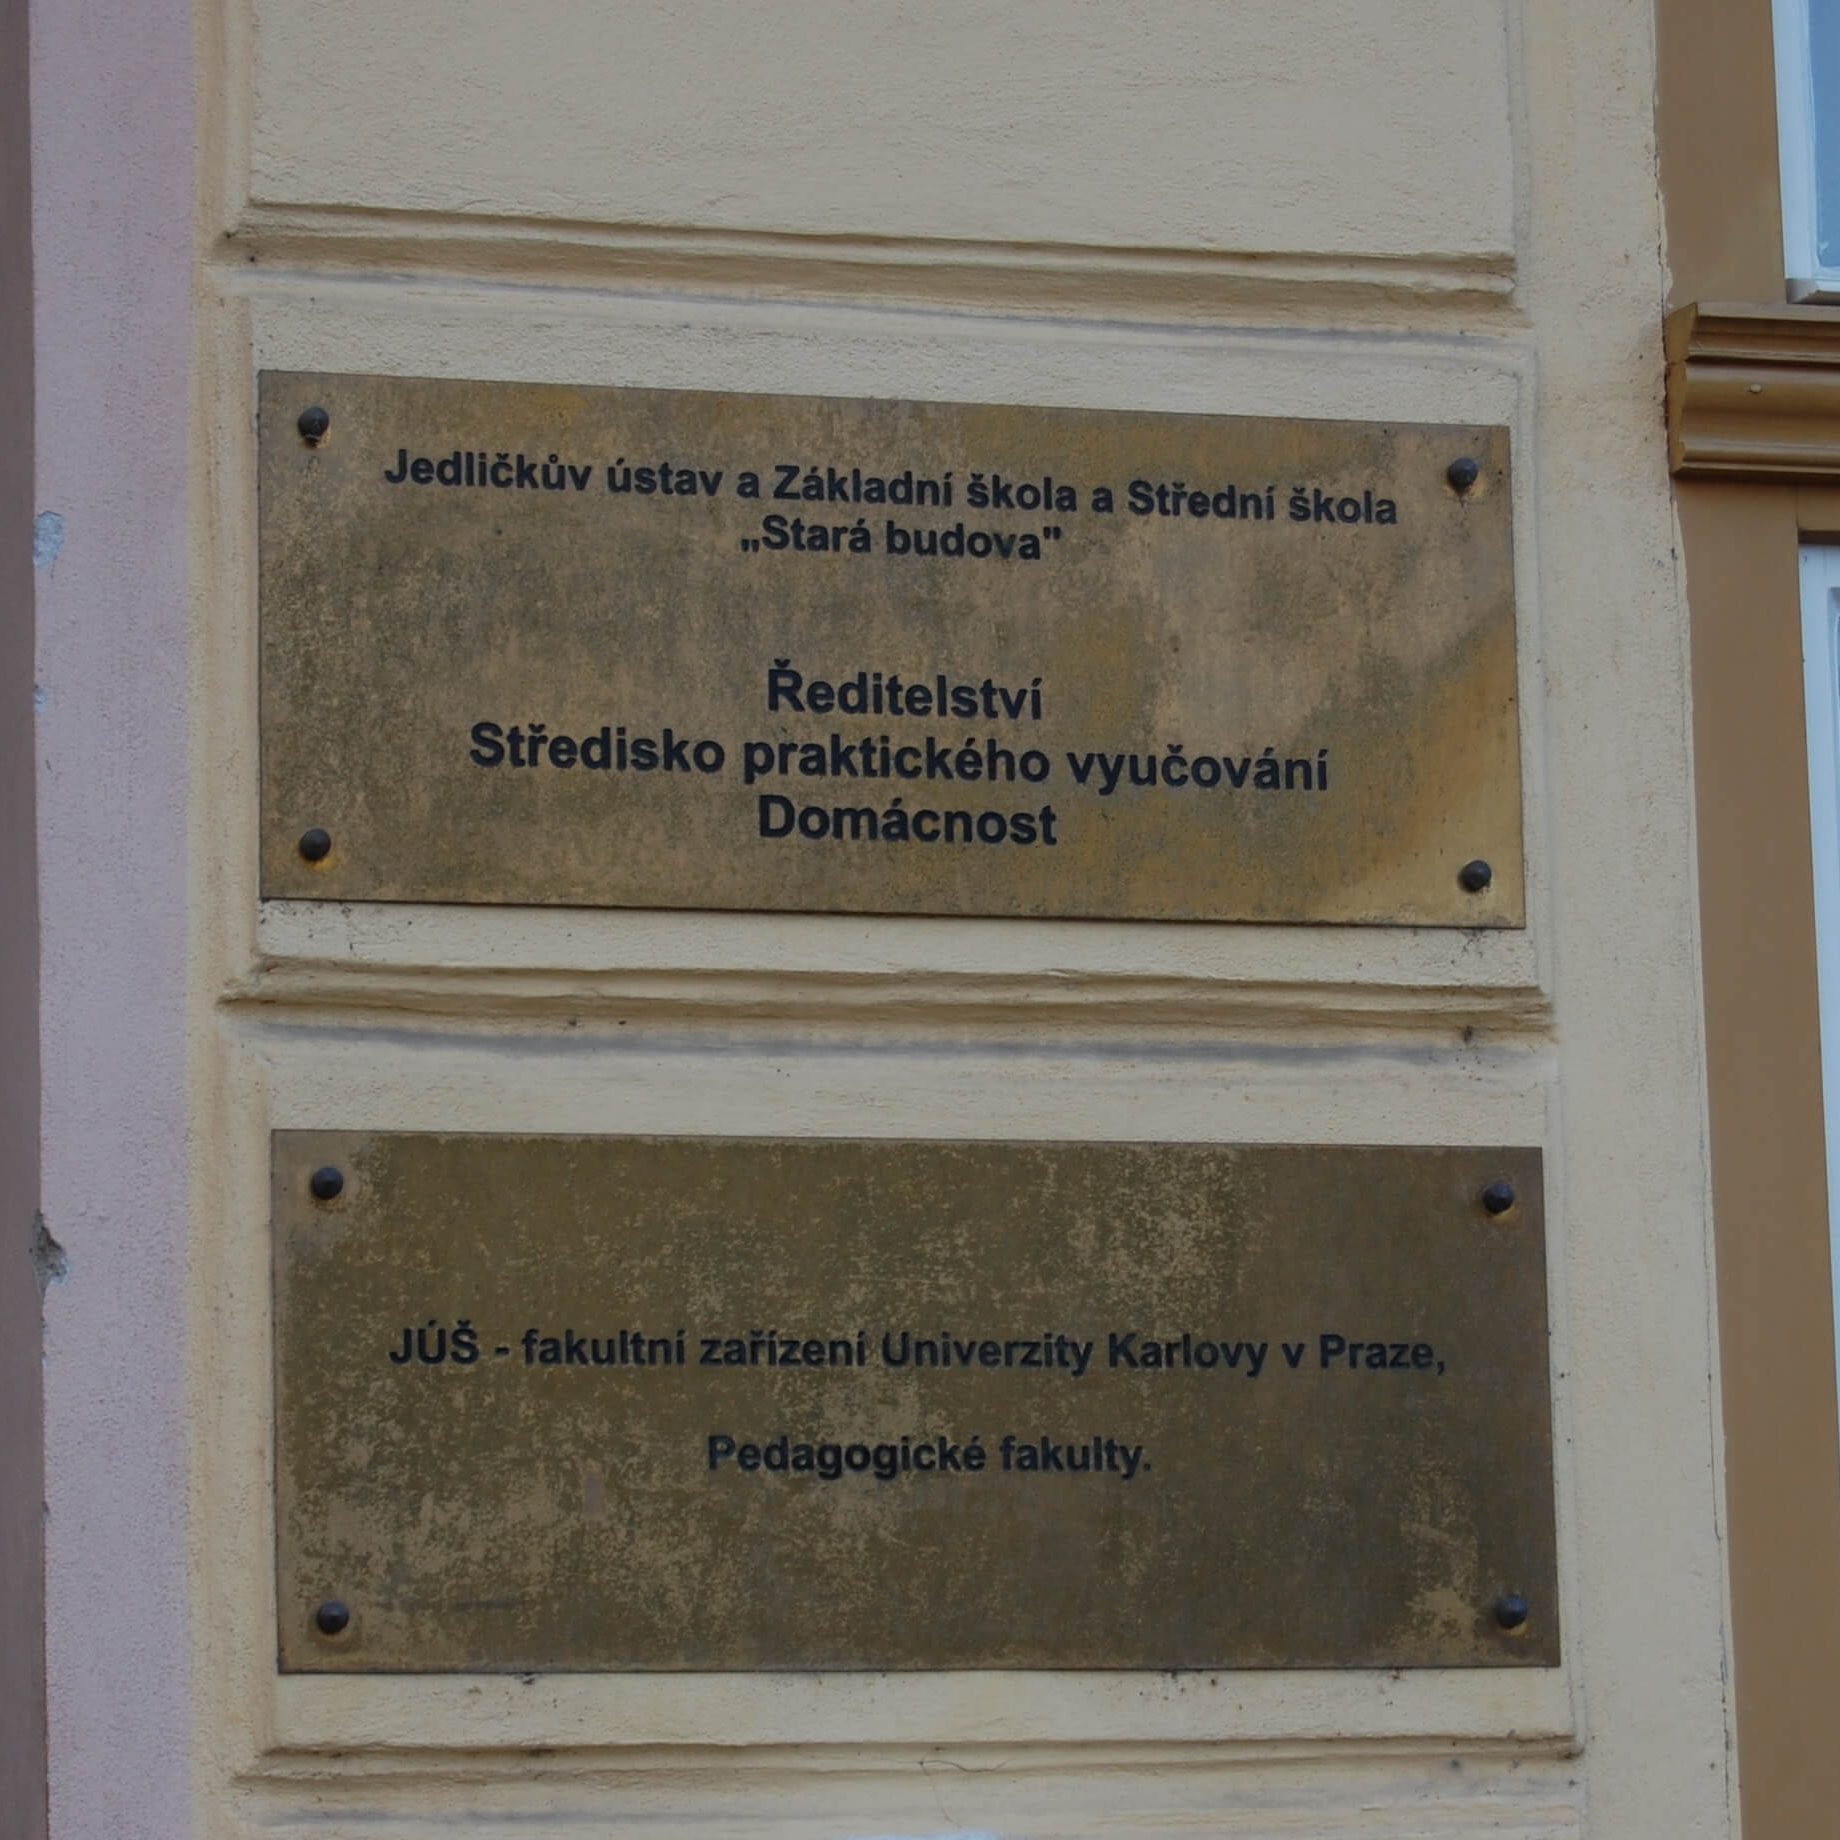 Jedličkův ústav a Základní škola a Střední škola
„Stará budova"
Ředitelství
Středisko praktického vyučování
Domácnost
JÚŠ - fakultní zařízení Univerzity Karlovy v Praze,
Pedagogické fakulty.